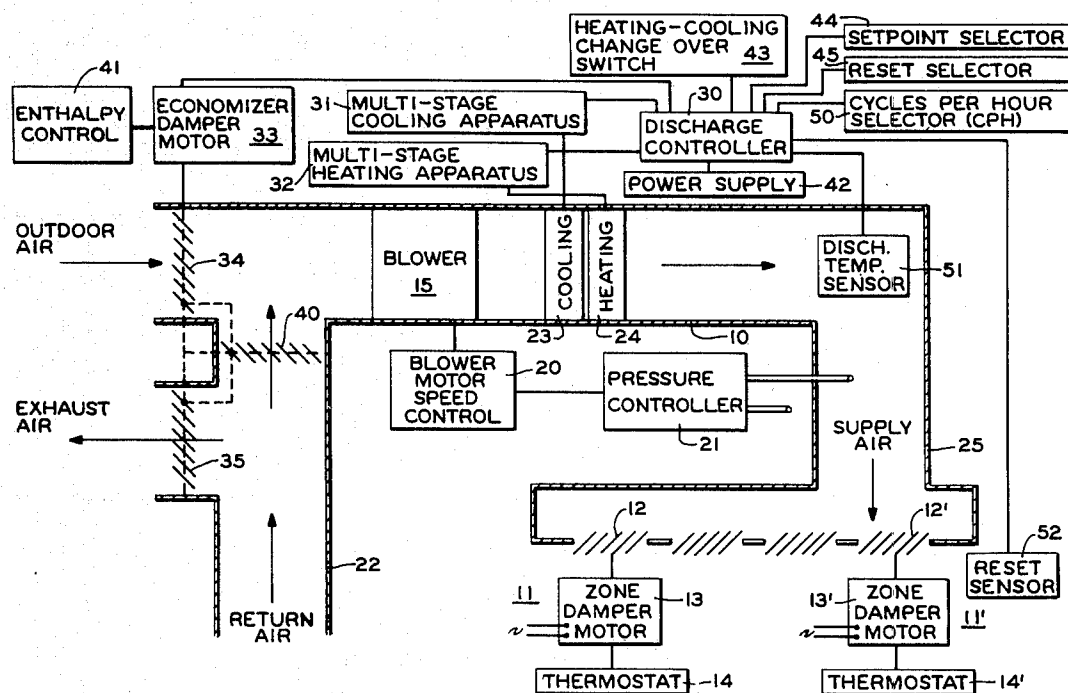 44
SETPOINT SELECTOR
45
RESET SELECTOR
50
CYCLES PER HOUR
SELECTOR (CPH)
HEATING-COOLING
CHANGE OVER
SWITCH 43
41
ENTHALPY
CONTROL
ECONOMIZER
DAMPER
MOTOR 33
31
MULTI-STAGE
COOLING APPARATUS
30
DISCHARGE
CONTROLLER
32
MULTI-STAGE
HEATING APPARATUS
POWER SUPPLY
42
OUTDOOR
AIR
34
BLOWER
15
COOLING
HEATING
DISCH.
TEMP.
SENSOR
51
40
23
24
10
BLOWER
MOTOR
SPEED
CONTROL
20
PRESSURE
CONTROLLER
21
EXHAUST
AIR
35
SUPPLY
AIR
25
12
12'
22
RETURN
AIR
11
ZONE
DAMPER
MOTOR
13
13'
ZONE
DAMPER
MOTOR
11'
52
RESET
SENSOR
THERMOSTAT
14
THERMOSTAT
14'